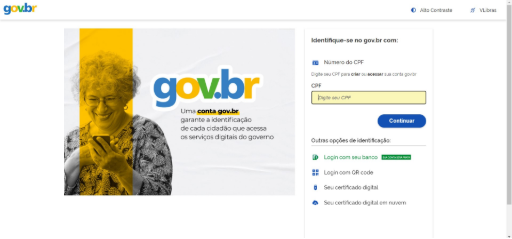 gov.br
Alto Contraste
VLibras
gov.br
Uma conta gov.br
garante a identificação
de cada cidadão que acessa
os serviços digitais do governo
Identifique-se no gov.br com:
Número do CPF
Digite seu CPF para criar ou acessar sua conta gov.br
CPF
Digite seu CPF
Continuar
Outras opções de identificação:
Login com seu banco
Login com QR code
Seu certificado digital
Seu certificado digital em nuvem